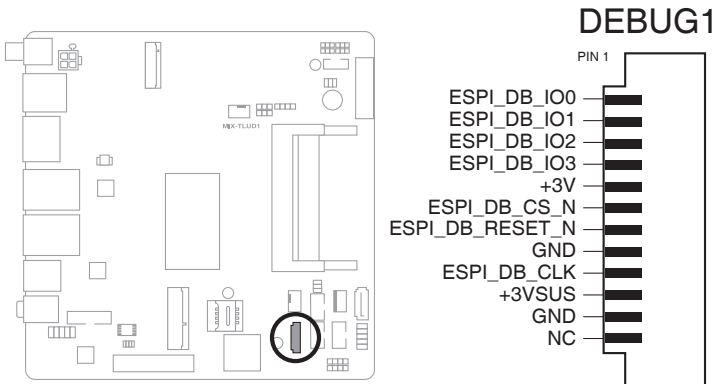 DEBUG1
PIN 1
ESPI_DB_IO0
ESPI_DB_IO1
ESPI_DB_IO2
ESPI_DB_IO3
+3V
ESPI_DB_CS_N
ESPI_DB_RESET_N
GND
ESPI_DB_CLK
+3VSUS
GND
NC
MIX-TLUD1